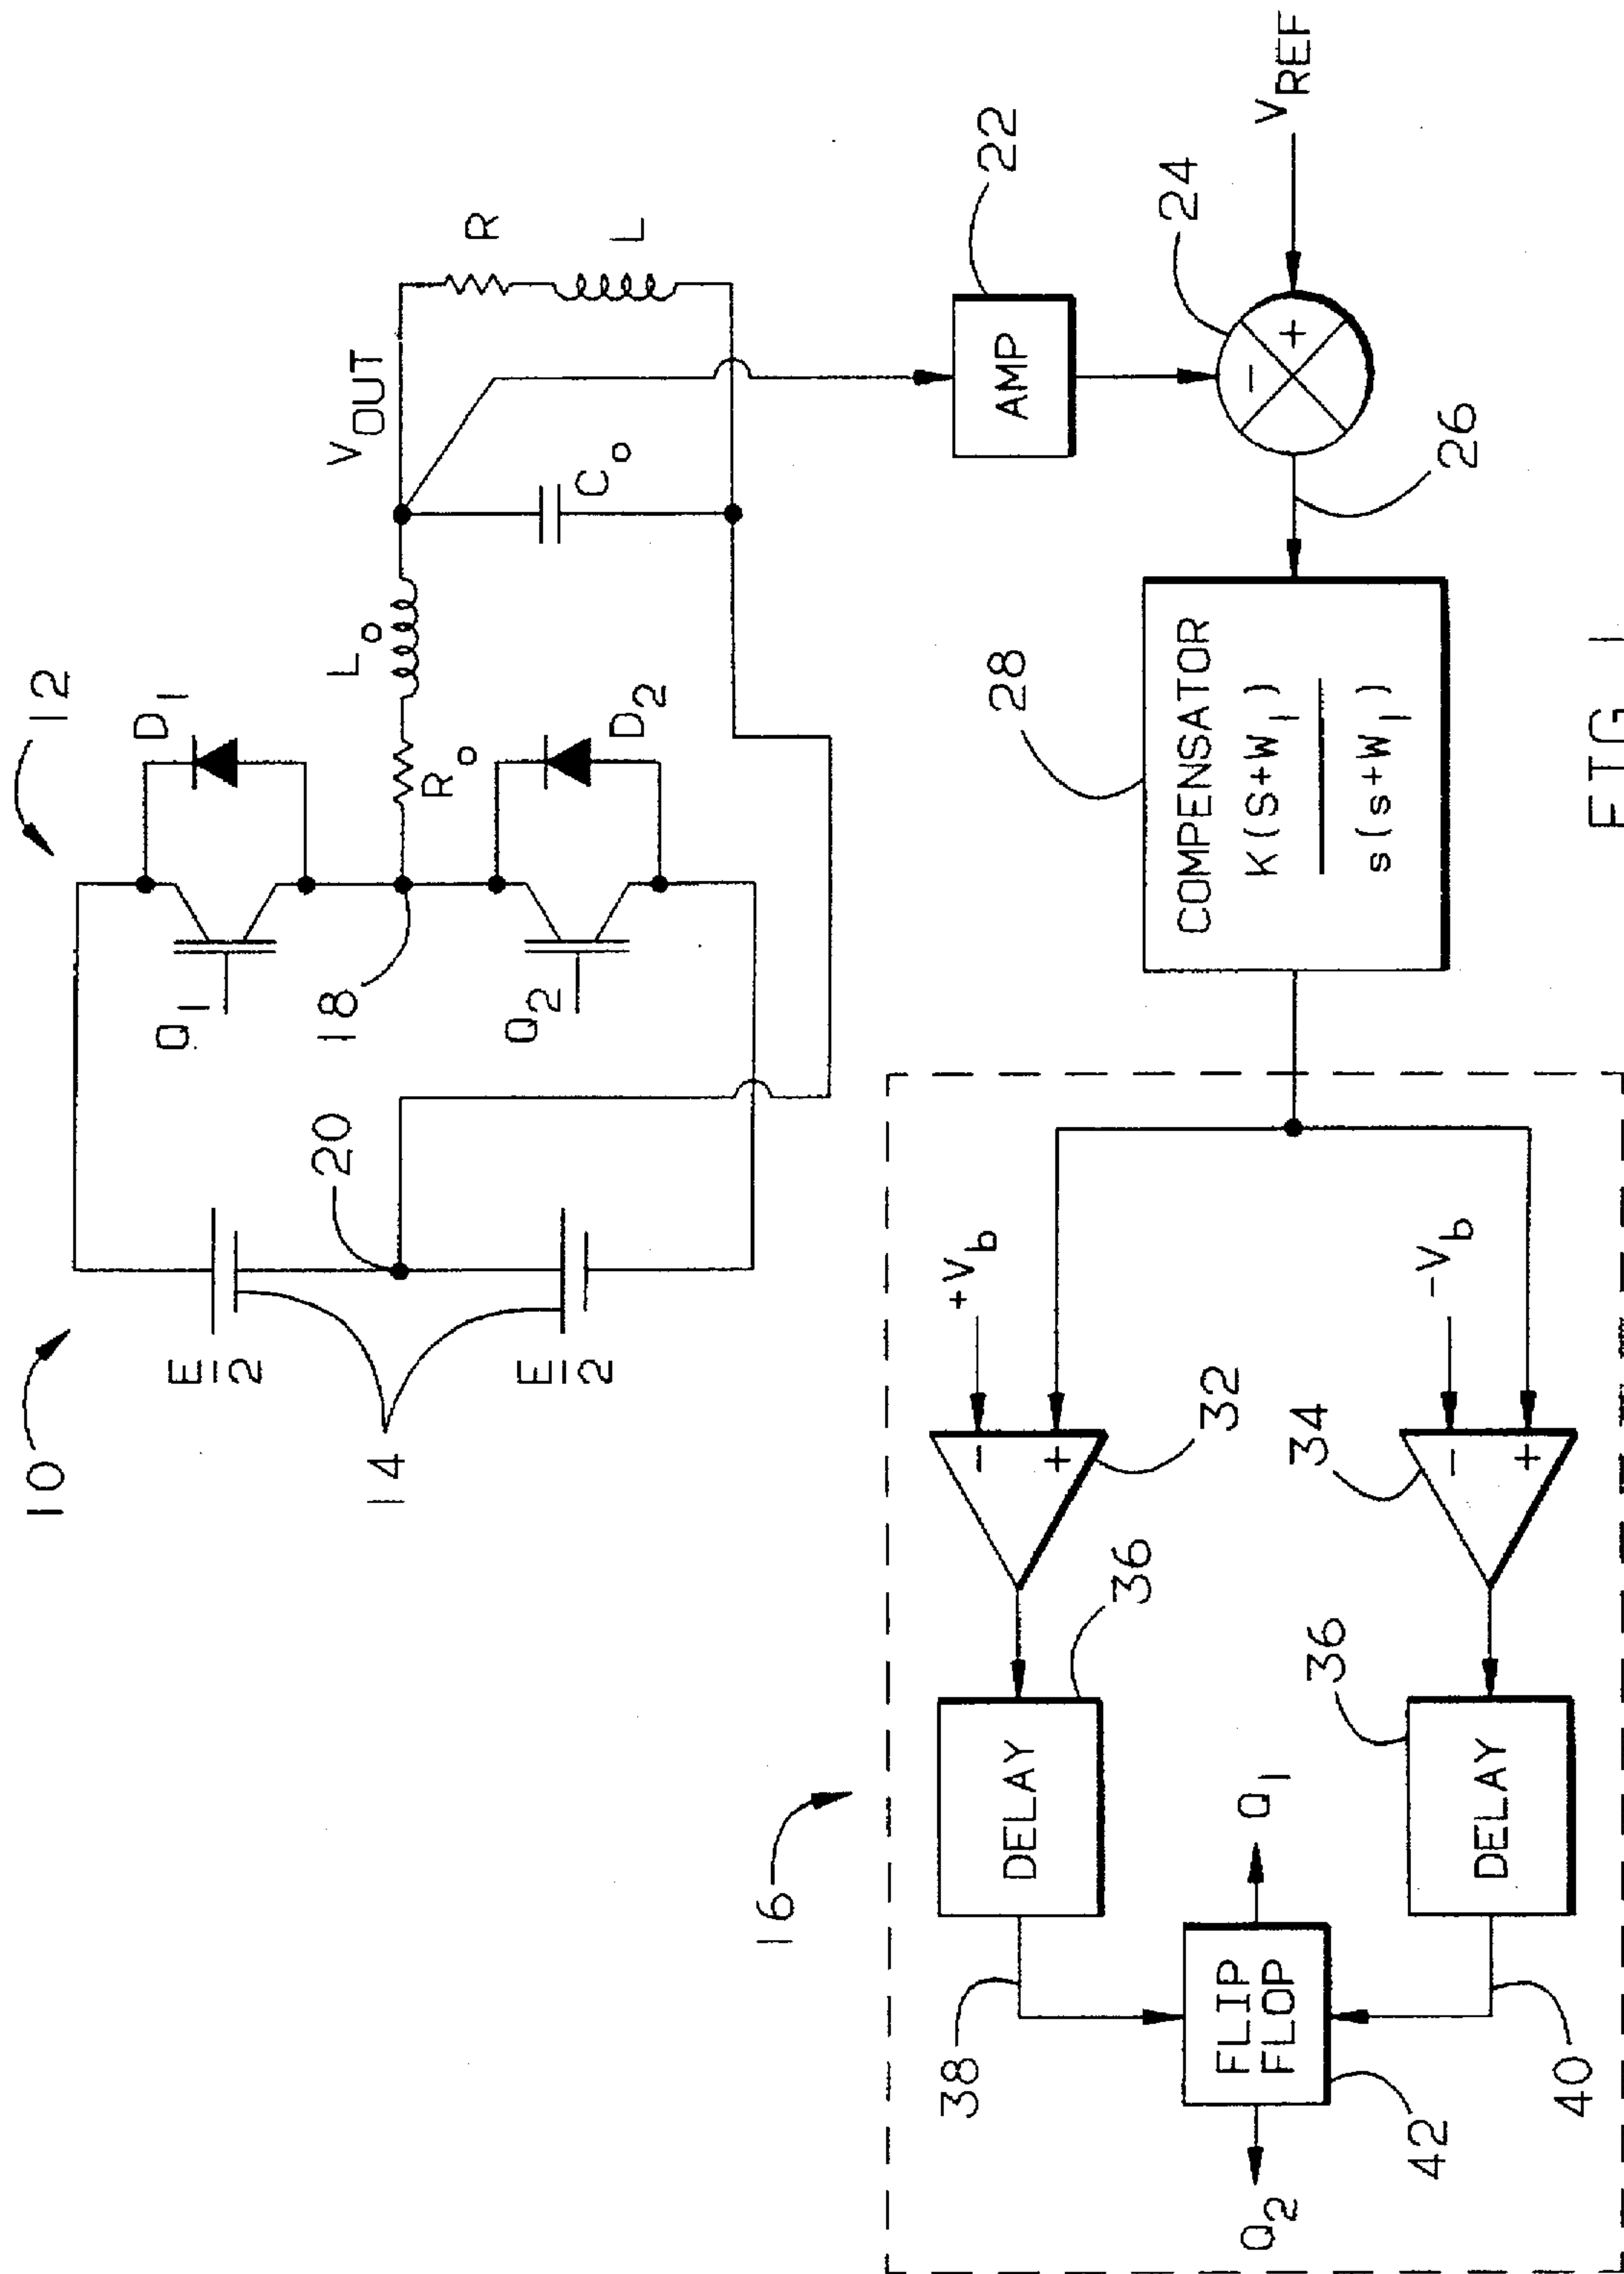 10
12
E/2
E/2
14
20
Q1
D1
18
Q2
D2
Ro
Lo
VOUT
Co
R
L
AMP
22
24
- +
VREF
26
28
COMPENSATOR
K(S+W1)
s(s+W1)
16
+Vb
- +
32
-Vb
- +
34
DELAY
36
DELAY
36
38
40
FLIP
FLOP
42
Q1
Q2
FIG 1